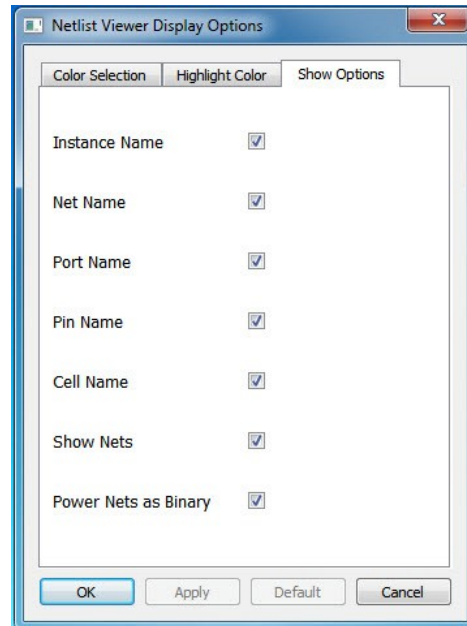 Netlist Viewer Display Options
Color Selection Highlight Color Show Options
Instance Name
Net Name
Port Name
Pin Name
Cell Name
Show Nets
Power Nets as Binary
OK Apply Default Cancel